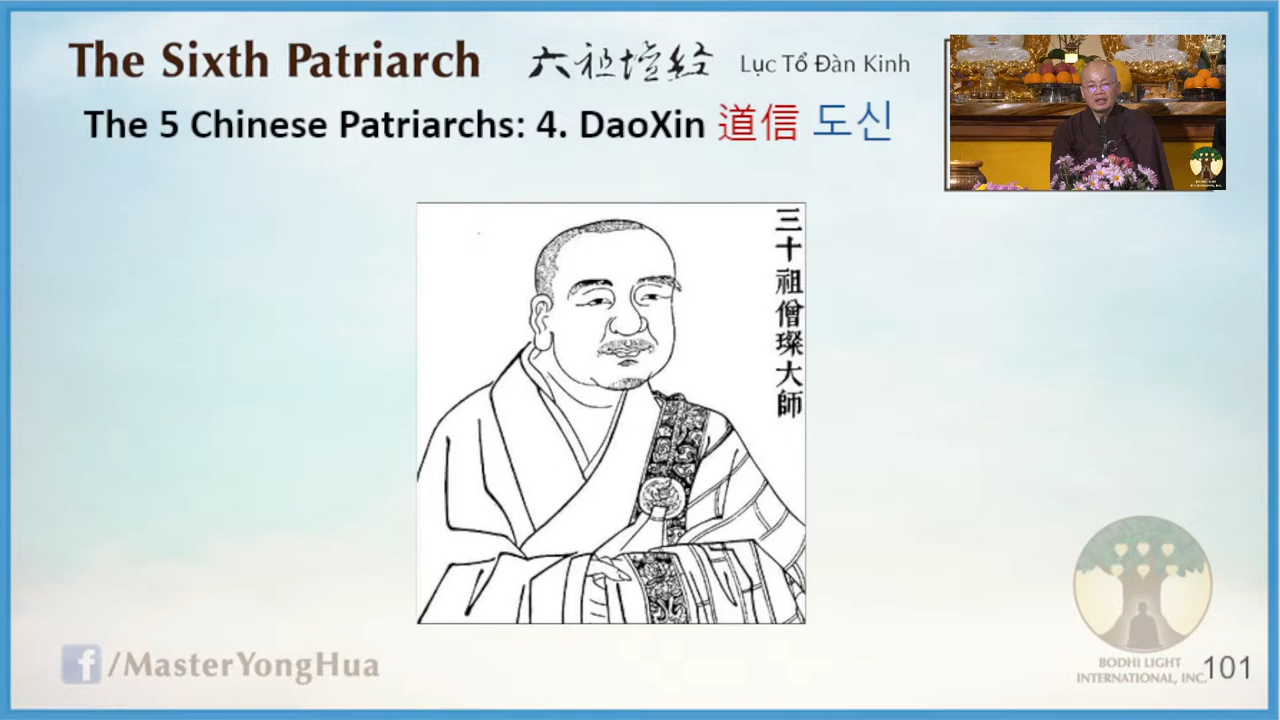 The Sixth Patriarch 六祖壇経 Lục Tổ Đàn Kinh
The 5 Chinese Patriarchs: 4. DaoXin 道信 도신
三十祖僧璨大師
/MasterYongHua
BODHI LIGHT
INTERNATIONAL, INC.
101